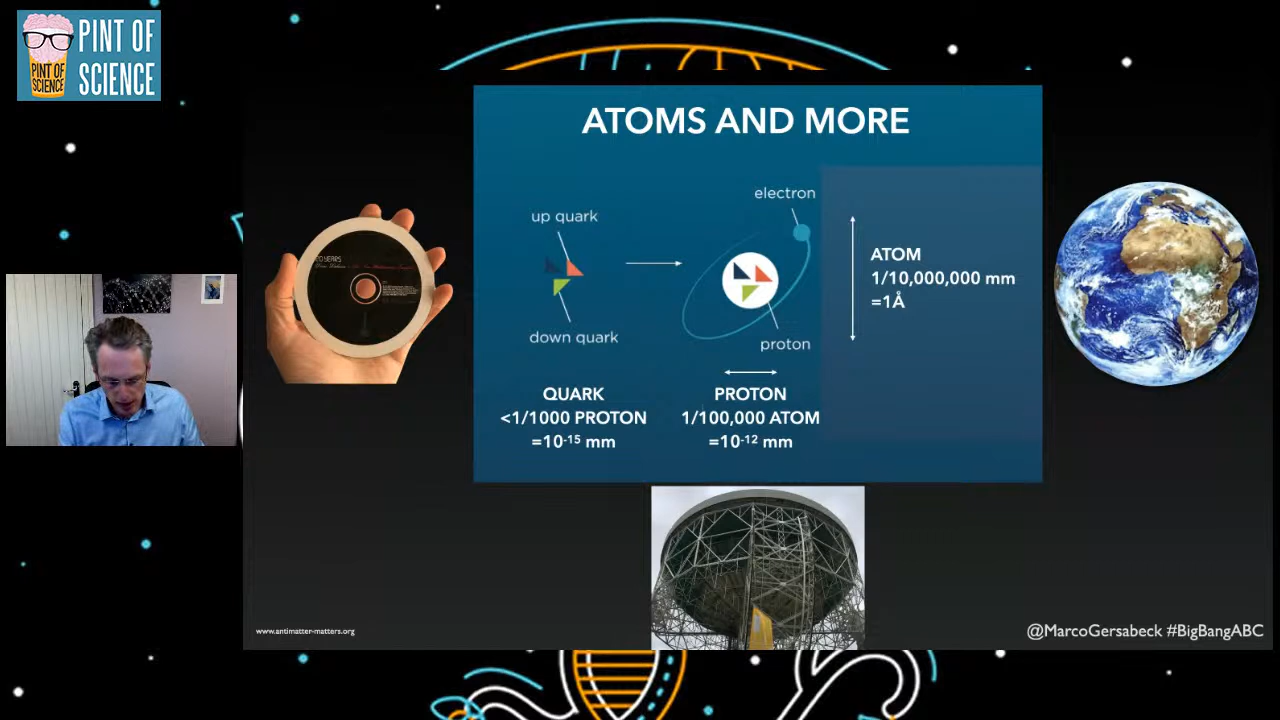 PINT OF
SCIENCE
PINT OF
SCIENCE
ATOMS AND MORE
electron
up quark
ATOM
1/10,000,000 mm
=1Å
down quark
proton
QUARK
<1/1000 PROTON
=10⁻¹⁵ mm
PROTON
1/100,000 ATOM
=10⁻¹² mm
www.antimatter-matters.org
@MarcoGersabeck #BigBangABC